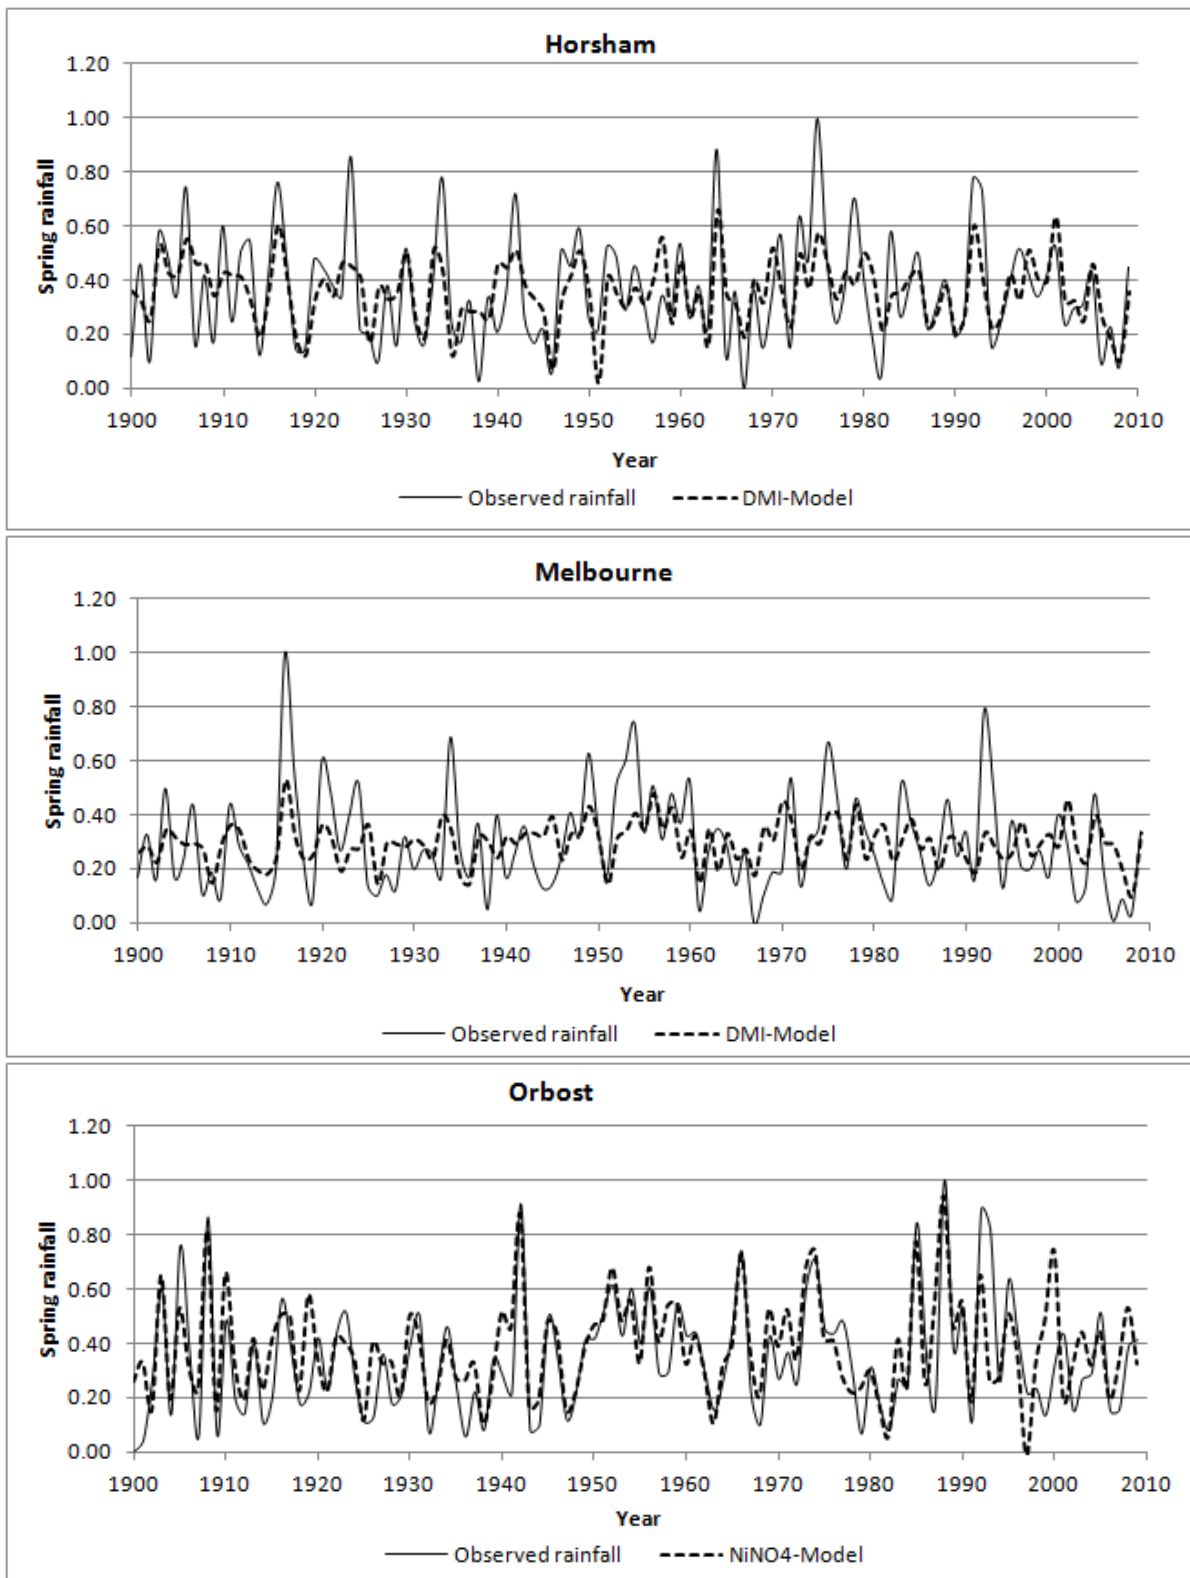 Horsham
Spring rainfall
1.20
1.00
0.80
0.60
0.40
0.20
0.00
1900 1910 1920 1930 1940 1950 1960 1970 1980 1990 2000 2010
Year
Observed rainfall DMI-Model
Melbourne
Spring rainfall
1.20
1.00
0.80
0.60
0.40
0.20
0.00
1900 1910 1920 1930 1940 1950 1960 1970 1980 1990 2000 2010
Year
Observed rainfall DMI-Model
Orbost
Spring rainfall
1.20
1.00
0.80
0.60
0.40
0.20
0.00
1900 1910 1920 1930 1940 1950 1960 1970 1980 1990 2000 2010
Year
Observed rainfall NiNO4-Model